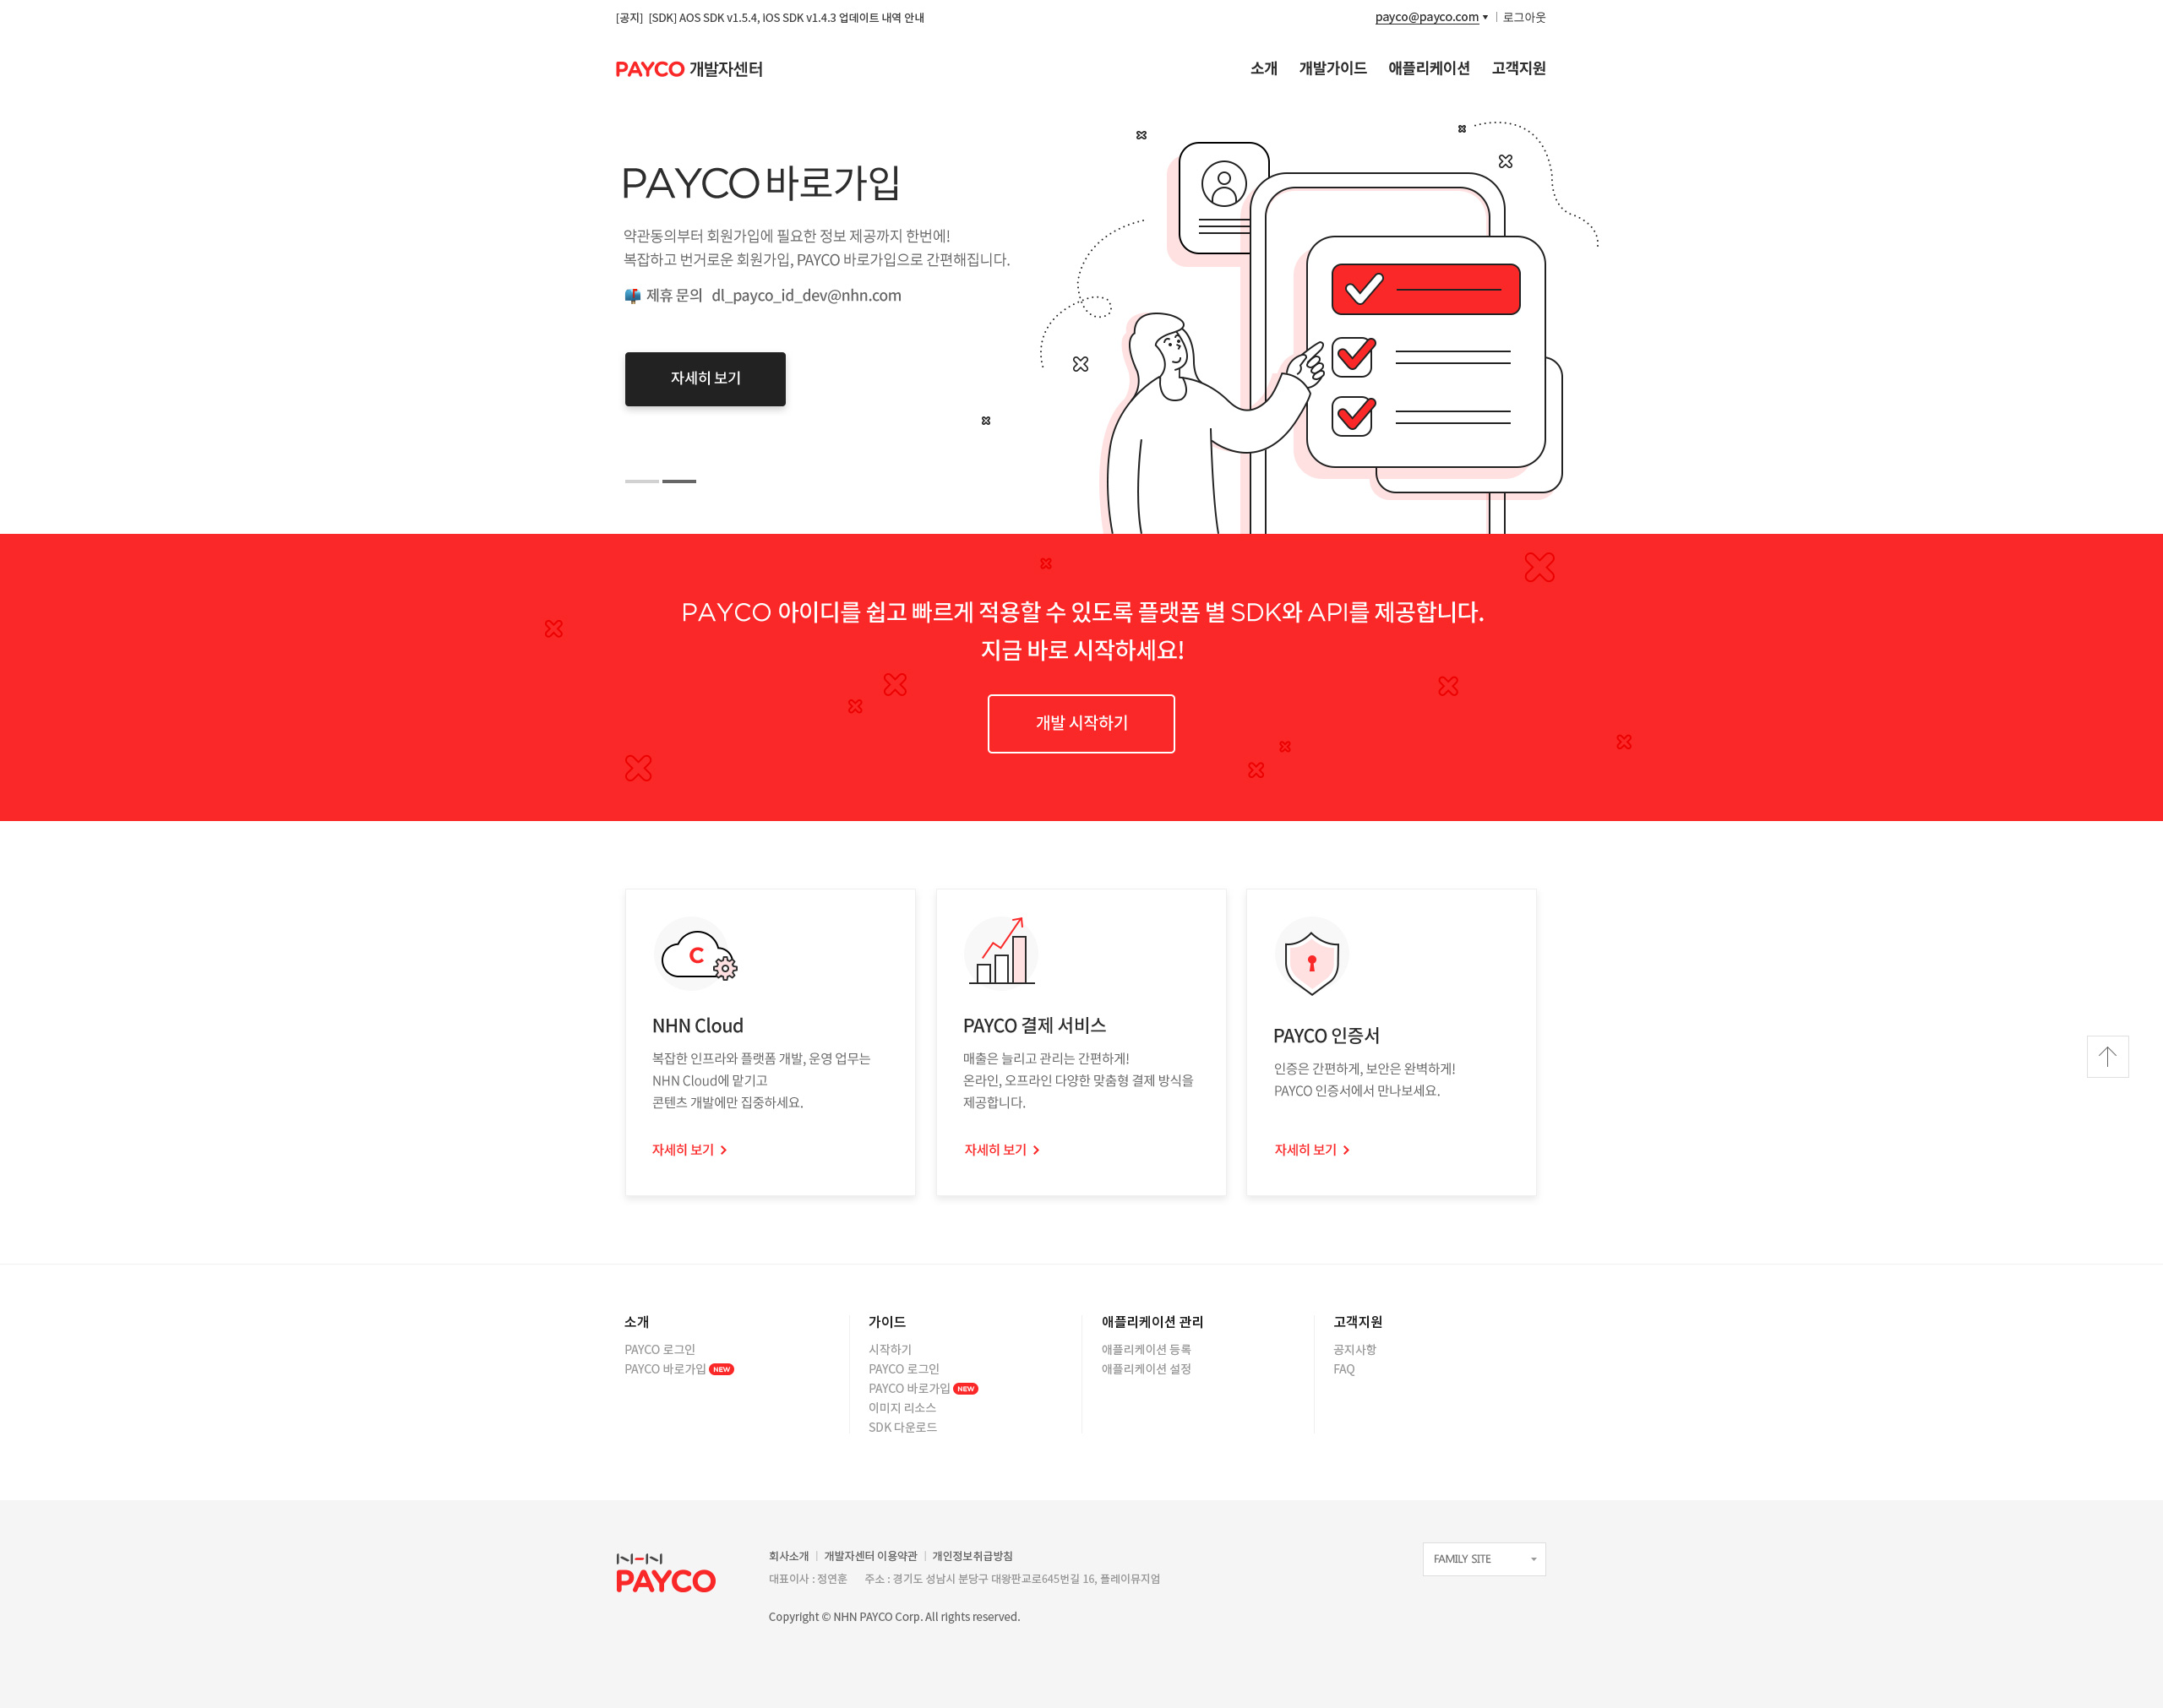 [공지] [SDK] AOS SDK v1.5.4, iOS SDK v1.4.3 업데이트 내역 안내
payco@payco.com 로그아웃
PAYCO 개발자센터
소개 개발가이드 애플리케이션 고객지원
PAYCO 바로가입
약관동의부터 회원가입에 필요한 정보 제공까지 한번에!
복잡하고 번거로운 회원가입, PAYCO 바로가입으로 간편해집니다.
제휴 문의 dl_payco_id_dev@nhn.com
자세히 보기
PAYCO 아이디를 쉽고 빠르게 적용할 수 있도록 플랫폼 별 SDK와 API를 제공합니다.
지금 바로 시작하세요!
개발 시작하기
C
NHN Cloud
복잡한 인프라와 플랫폼 개발, 운영 업무는
NHN Cloud에 맡기고
콘텐츠 개발에만 집중하세요.
자세히 보기
PAYCO 결제 서비스
매출은 늘리고 관리는 간편하게!
온라인, 오프라인 다양한 맞춤형 결제 방식을
제공합니다.
자세히 보기
PAYCO 인증서
인증은 간편하게, 보안은 완벽하게!
PAYCO 인증서에서 만나보세요.
자세히 보기
소개
PAYCO 로그인
PAYCO 바로가입 NEW
가이드
시작하기
PAYCO 로그인
PAYCO 바로가입 NEW
이미지 리소스
SDK 다운로드
애플리케이션 관리
애플리케이션 등록
애플리케이션 설정
고객지원
공지사항
FAQ
NHN
PAYCO
회사소개 개발자센터 이용약관 개인정보취급방침
대표이사 : 정연훈 주소 : 경기도 성남시 분당구 대왕판교로645번길 16, 플레이뮤지엄
Copyright © NHN PAYCO Corp. All rights reserved.
FAMILY SITE